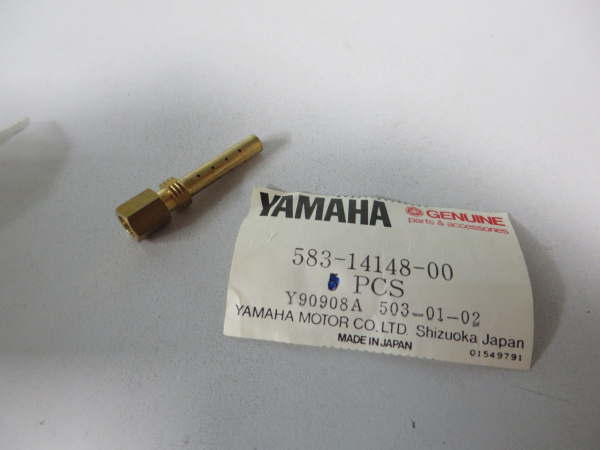 YAMAHA GENUINE
parts & accessories
583-14148-00
PCS
Y90908A 503-01-02
YAMAHA MOTOR CO.LTD. Shizuoka Japan
MADE IN JAPAN
01549791